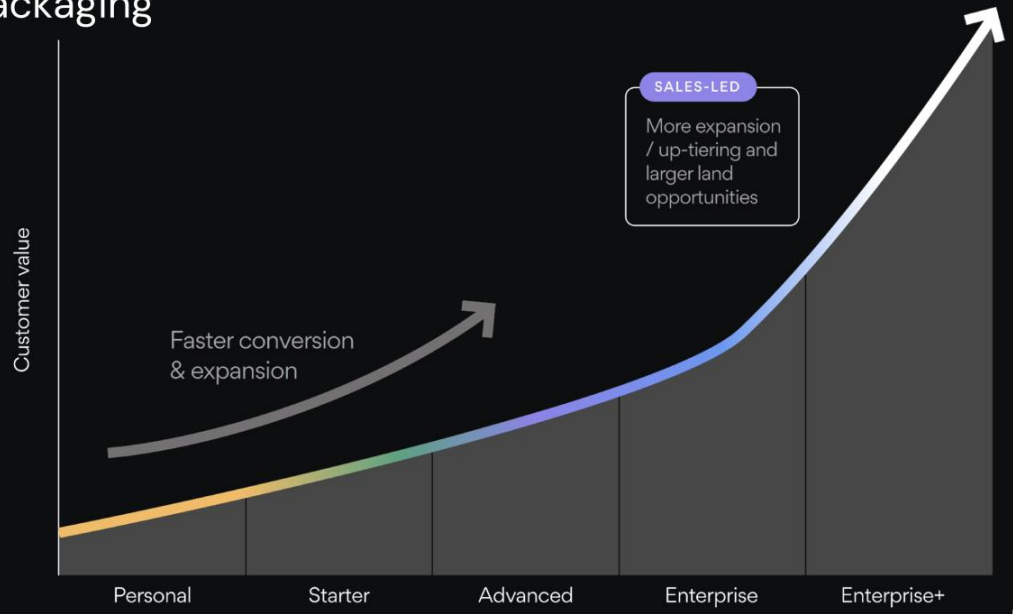 ackaging
SALES-LED
More expansion
/ up-tiering and
larger land
opportunities
Customer value
Faster conversion
& expansion
Personal
Starter
Advanced
Enterprise
Enterprise+